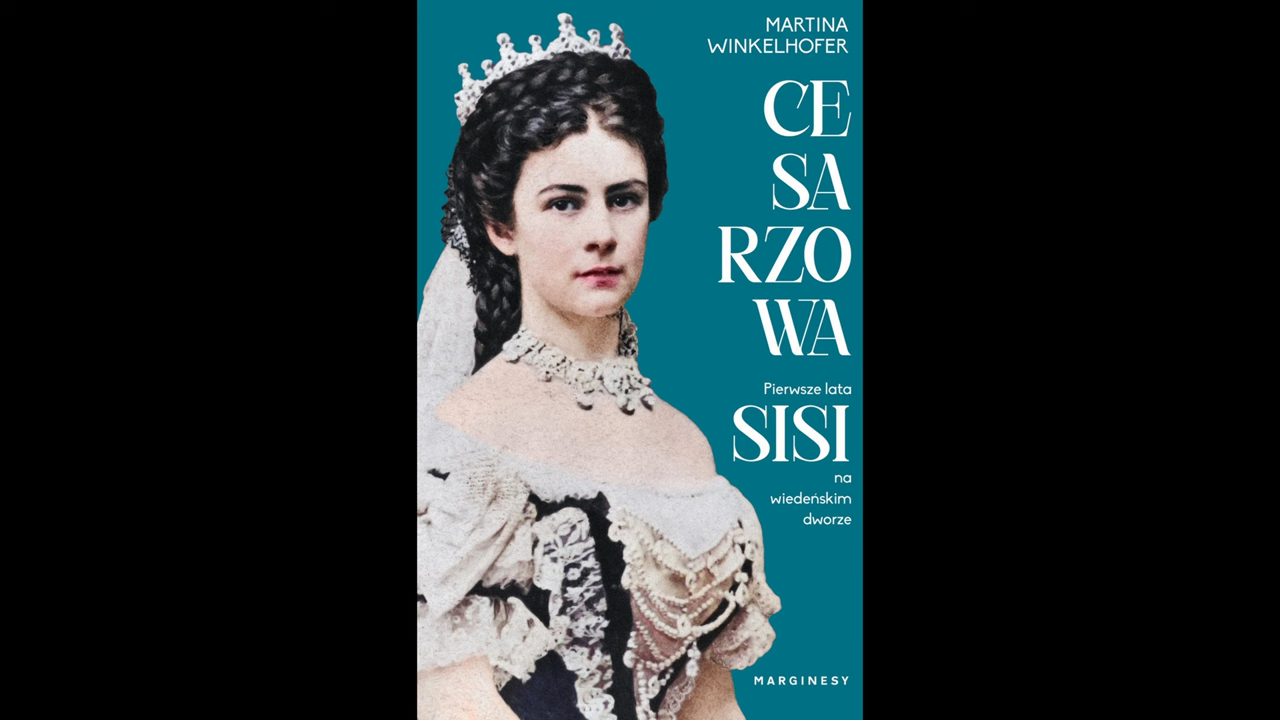 MARTINA
WINKELHOFER
CE
SA
RZO
WA
Pierwsze lata
SISI
na
wiedeńskim
dworze
MARGINESY